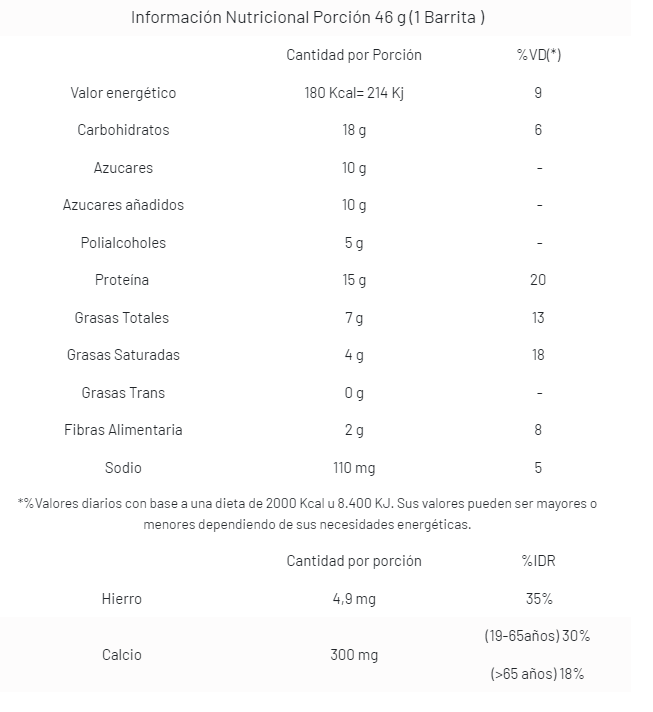 Información Nutricional Porción 46 g (1 Barrita )
Cantidad por Porción %VD(*)
Valor energético 180 Kcal= 214 Kj 9
Carbohidratos 18 g 6
Azucares 10 g -
Azucares añadidos 10 g -
Polialcoholes 5 g -
Proteína 15 g 20
Grasas Totales 7 g 13
Grasas Saturadas 4 g 18
Grasas Trans 0 g -
Fibras Alimentaria 2 g 8
Sodio 110 mg 5
*%Valores diarios con base a una dieta de 2000 Kcal u 8.400 KJ. Sus valores pueden ser mayores o
menores dependiendo de sus necesidades energéticas.
Cantidad por porción %IDR
Hierro 4,9 mg 35%
Calcio 300 mg (19-65años) 30%
(>65 años) 18%